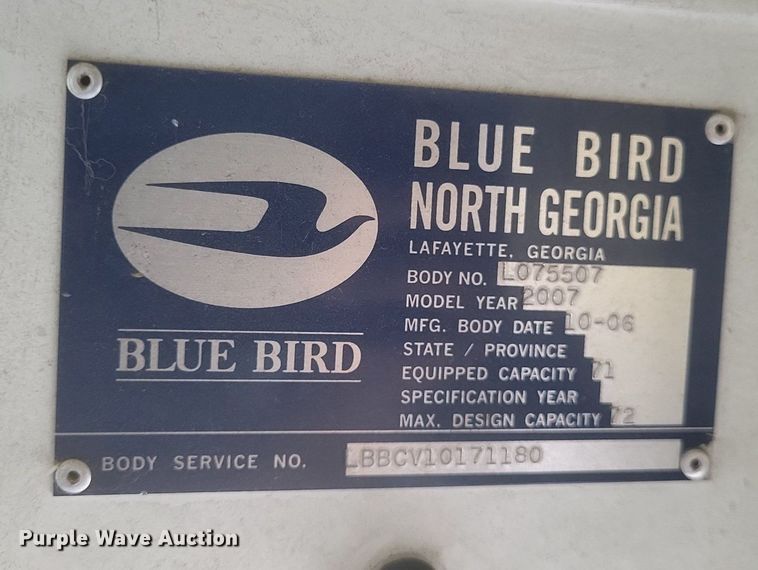 BLUE BIRD
BLUE BIRD
NORTH GEORGIA
LAFAYETTE, GEORGIA
BODY NO. L075507
MODEL YEAR 2007
MFG. BODY DATE 10-06
STATE / PROVINCE
EQUIPPED CAPACITY 71
SPECIFICATION YEAR
MAX. DESIGN CAPACITY 72
BODY SERVICE NO. LBBCV10171180
Purple Wave Auction